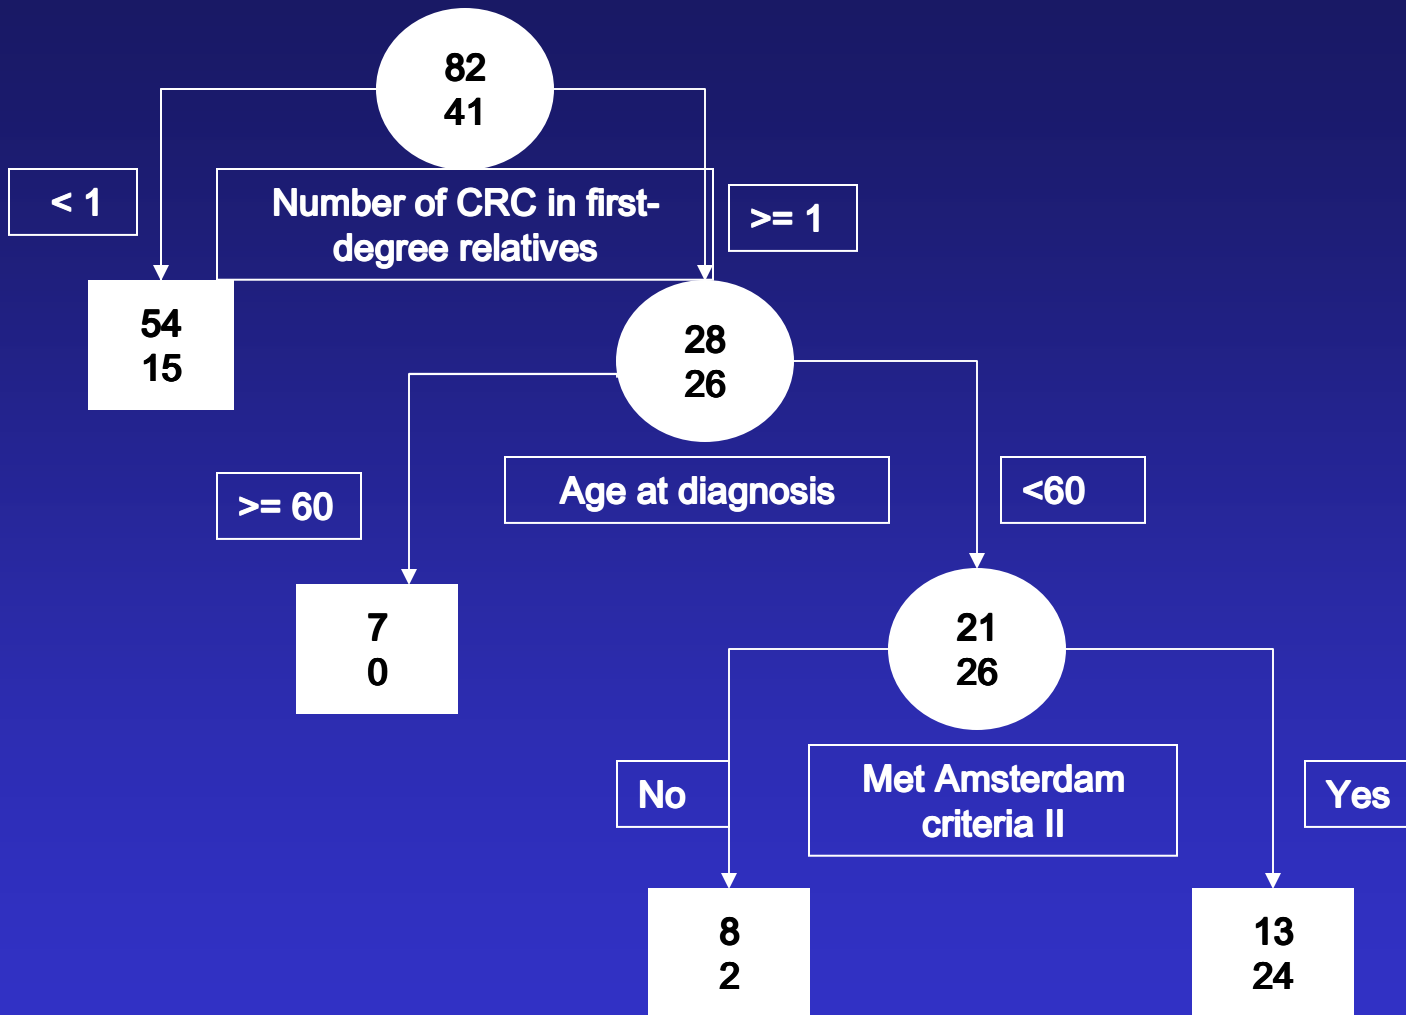 82
41
< 1
Number of CRC in first-
degree relatives
>= 1
54
15
28
26
>= 60
Age at diagnosis
<60
7
0
21
26
No
Met Amsterdam
criteria II
Yes
8
2
13
24